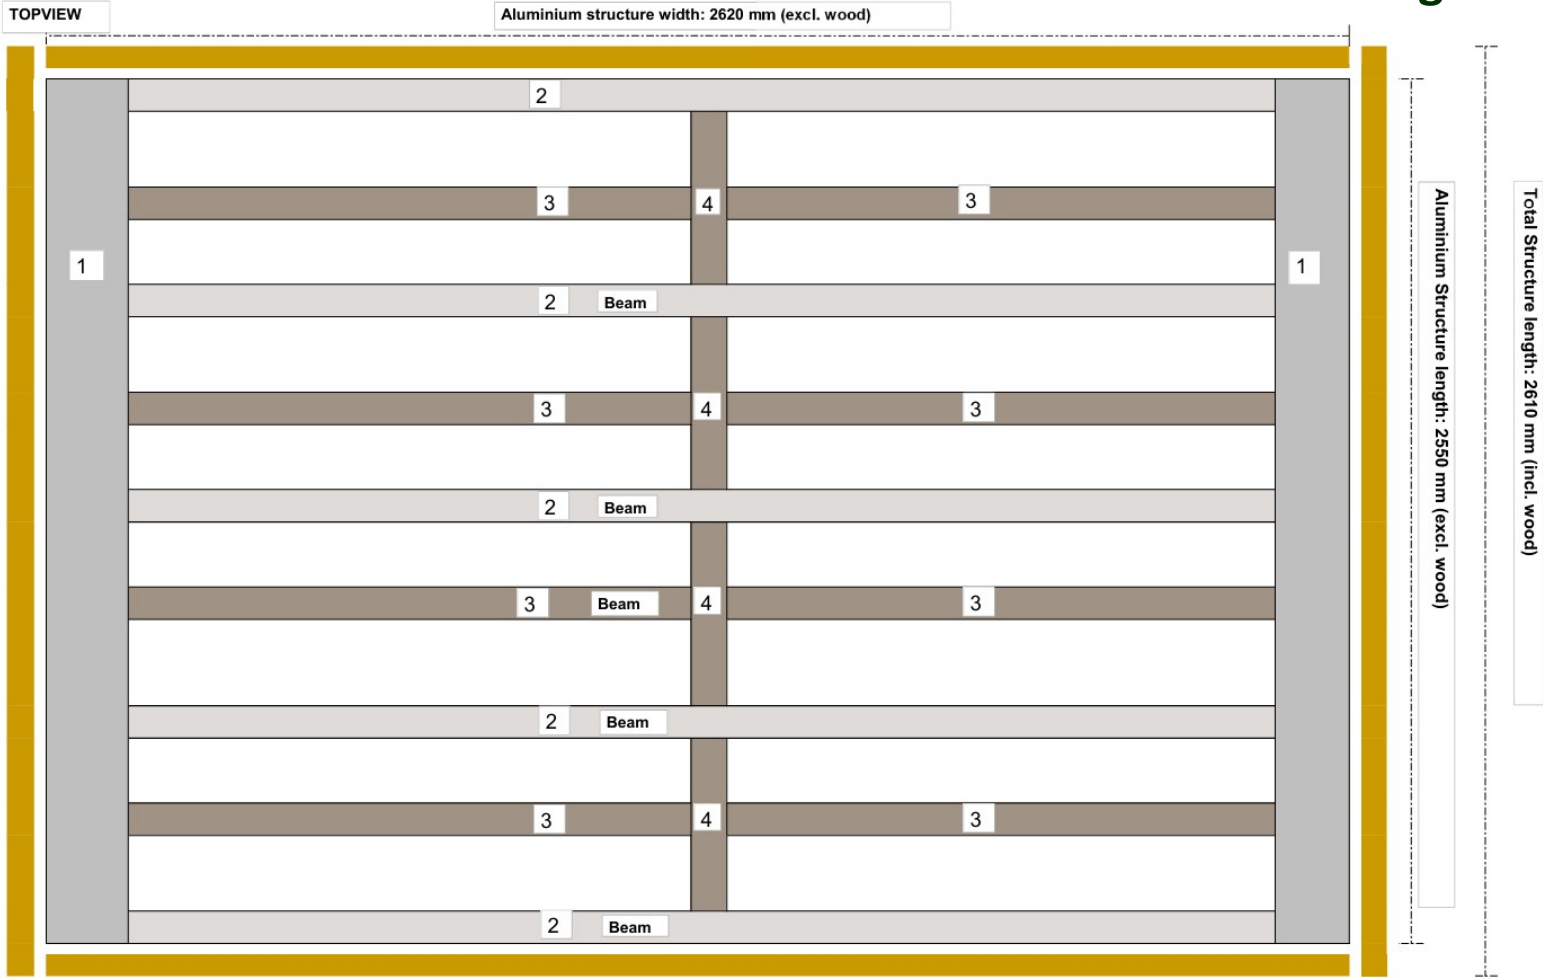 TOPVIEW
Aluminium structure width: 2620 mm (excl. wood)
2
3
4
3
1
1
2 Beam
3
4
3
2 Beam
3 Beam
4
3
2 Beam
3
4
3
2 Beam
Aluminium Structure length: 2550 mm (excl. wood)
Total Structure length: 2610 mm (incl. wood)